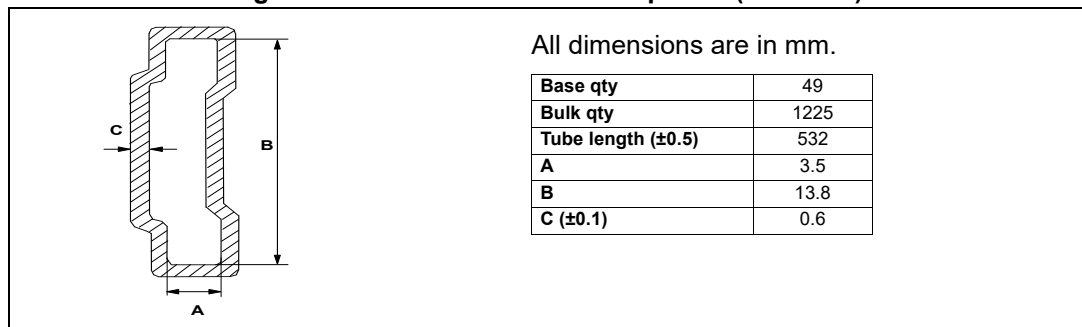 C
B
A
All dimensions are in mm.
Base qty 49
Bulk qty 1225
Tube length (±0.5) 532
A 3.5
B 13.8
C (±0.1) 0.6